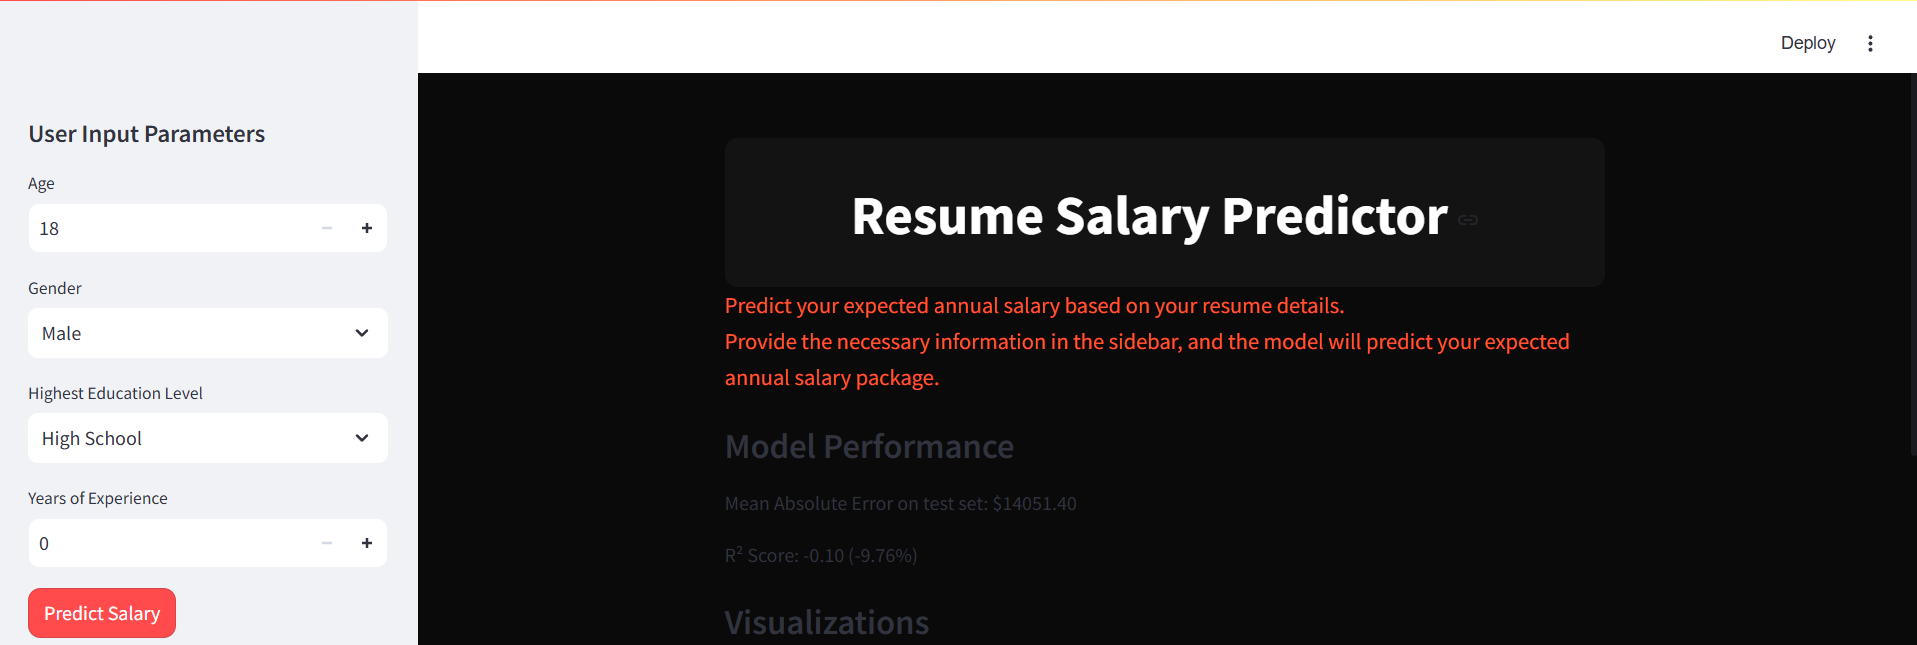 Deploy
User Input Parameters
Age
18
Gender
Male
Highest Education Level
High School
Years of Experience
0
Predict Salary
Resume Salary Predictor
Predict your expected annual salary based on your resume details.
Provide the necessary information in the sidebar, and the model will predict your expected
annual salary package.
Model Performance
Mean Absolute Error on test set: $14051.40
R² Score: -0.10 (-9.76%)
Visualizations